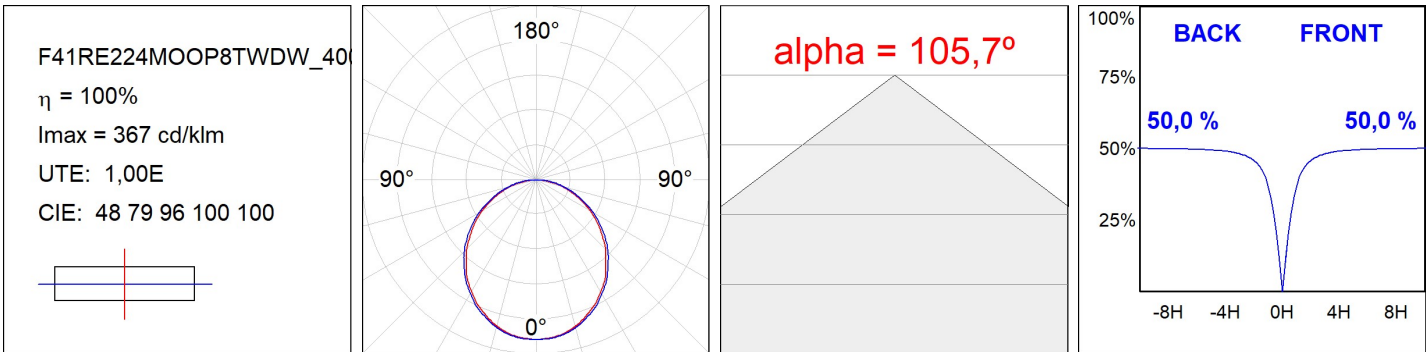 F41RE224MOOP8TWDW_400
η = 100%
Imax = 367 cd/klm
UTE: 1,00E
CIE: 48 79 96 100 100
180°
90°
90°
0°
alpha = 105,7º
100%
BACK
FRONT
75%
50,0 %
50,0 %
50%
25%
-8H
-4H
0H
4H
8H